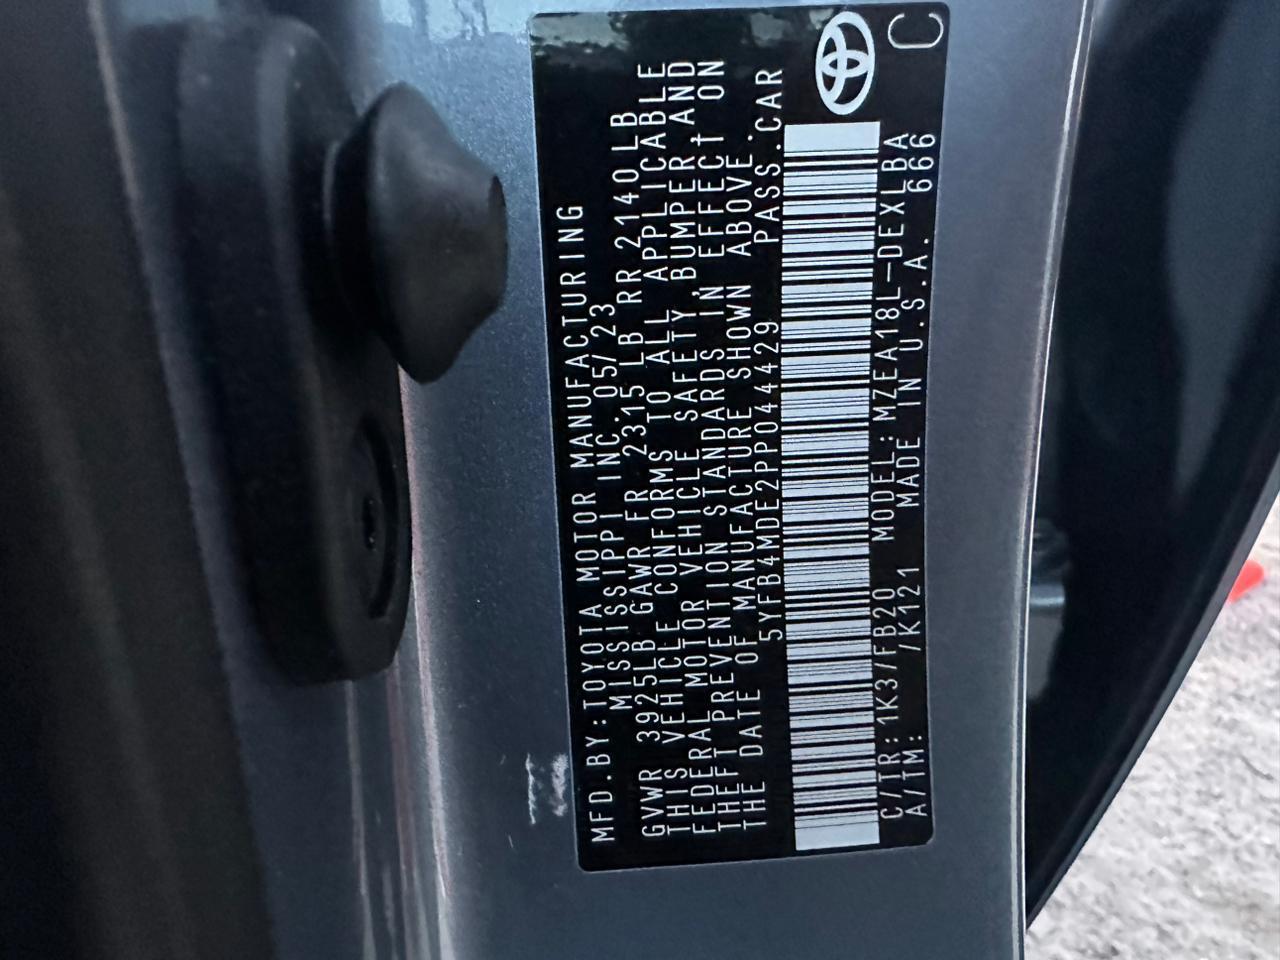 MFD.BY:TOYOTA MOTOR MANUFACTURING
MISSISSIPPI INC. 05/23
GVWR 3925LB GAWR FR 2315 LB RR 2140LB
THIS VEHICLE CONFORMS TO ALL APPLICABLE
FEDERAL MOTOR VEHICLE SAFETY,BUMPER,AND
THEFT PREVENTION STANDARDS IN EFFECT ON
THE DATE OF MANUFACTURE SHOWN ABOVE.
5YFB4MDE2PP044429 PASS.CAR
C/TR:1K3/FB20 MODEL:MZEA18L-DEXLBA
A/TM: /K121 MADE IN U.S.A. 666
C